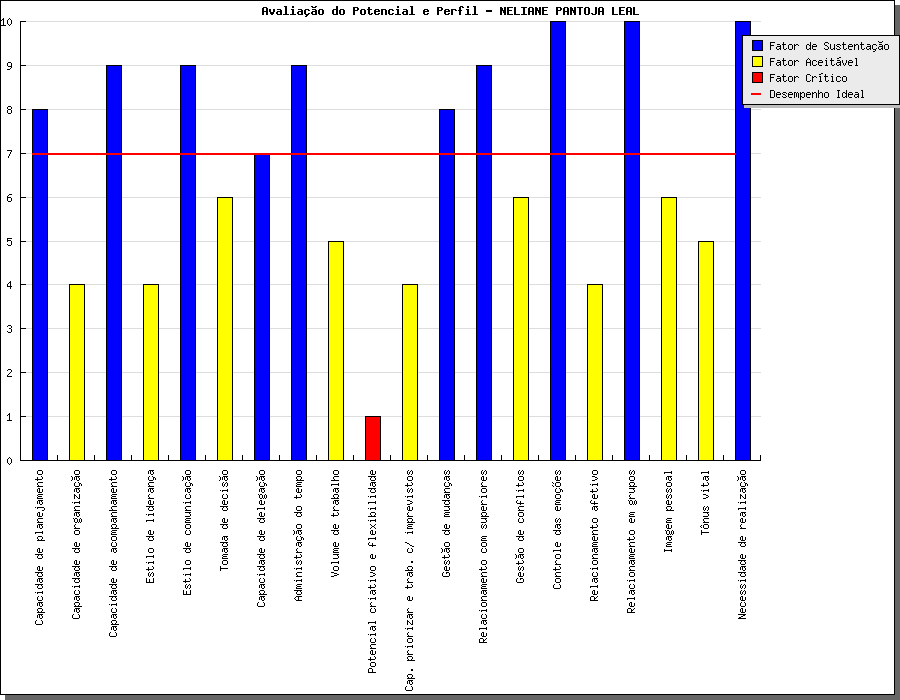 Avaliação do Potencial e Perfil - NELIANE PANTOJA LEAL
Fator de Sustentação
Fator Aceitável
Fator Crítico
Desempenho Ideal
10
9
8
7
6
5
4
3
2
1
0
Capacidade de planejamento
Capacidade de organização
Capacidade de acompanhamento
Estilo de liderança
Estilo de comunicação
Tomada de decisão
Capacidade de delegação
Administração do tempo
Volume de trabalho
Potencial criativo e flexibilidade
Cap. priorizar e trab. c/ imprevistos
Gestão de mudanças
Relacionamento com superiores
Gestão de conflitos
Controle das emoções
Relacionamento afetivo
Relacionamento em grupos
Imagem pessoal
Tônus vital
Necessidade de realização